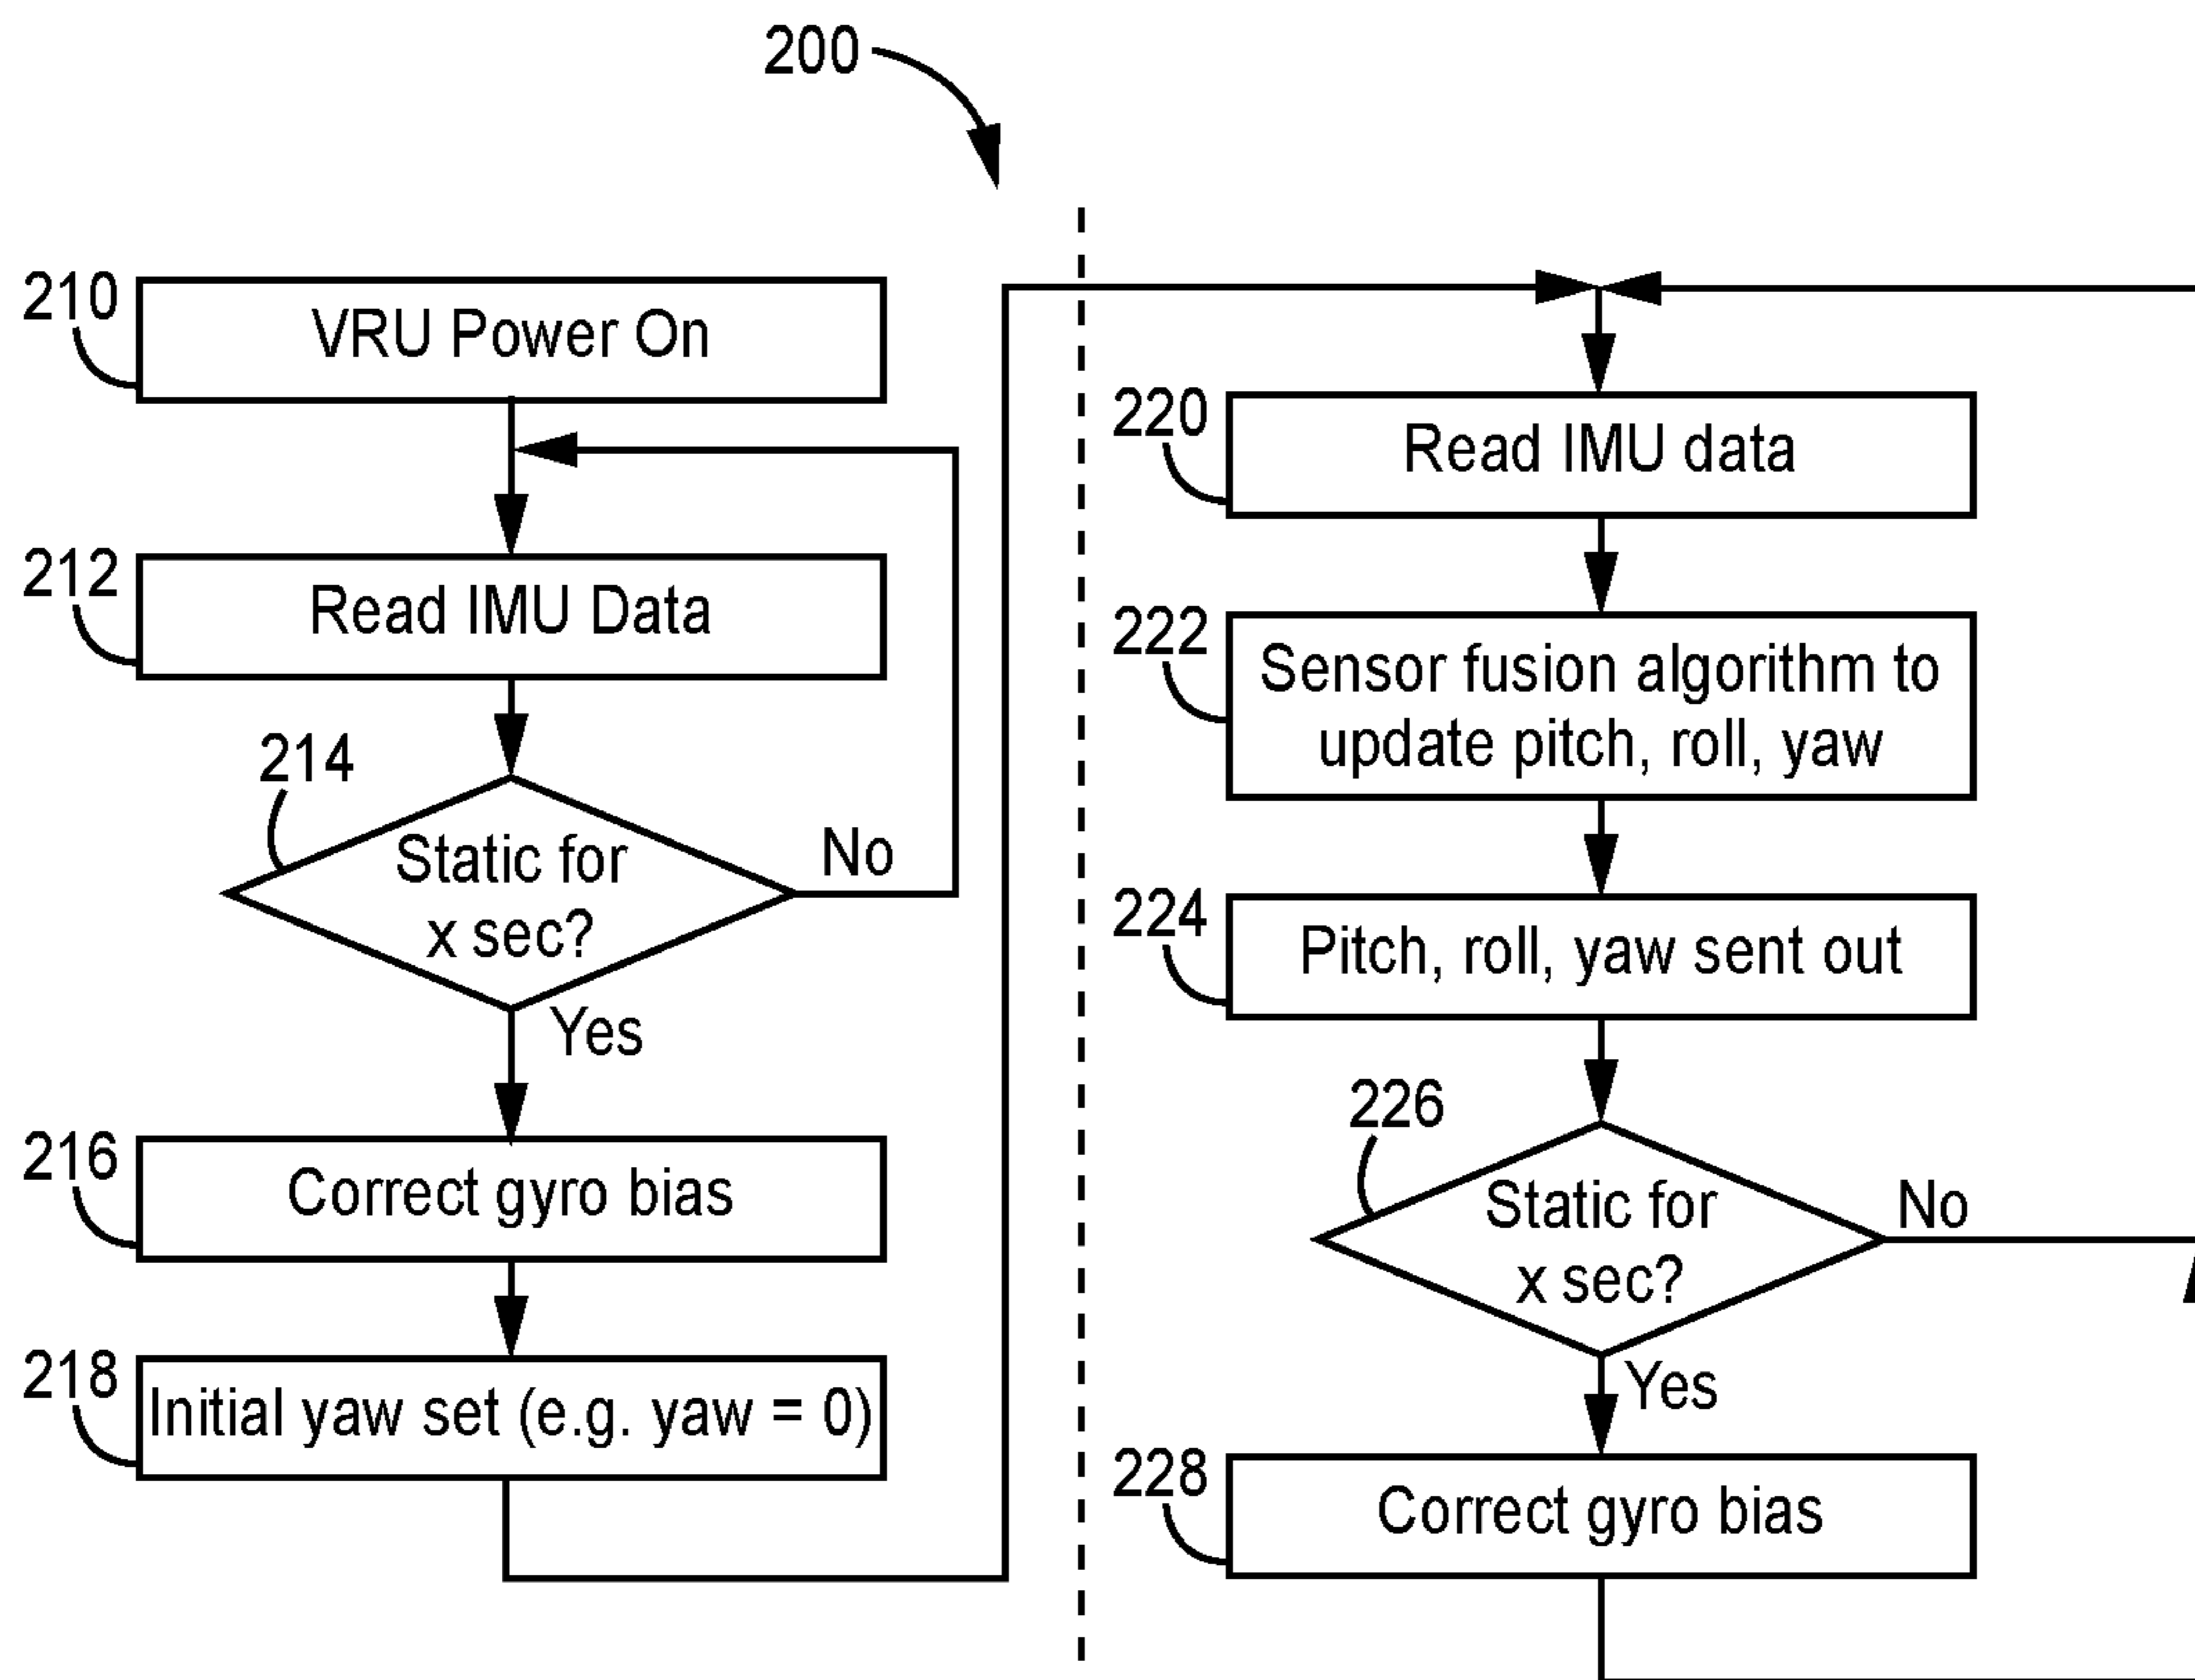 200
210
VRU Power On
212
Read IMU Data
214
Static for
x sec?
No
Yes
216
Correct gyro bias
218
Initial yaw set (e.g. yaw = 0)
220
Read IMU data
222
Sensor fusion algorithm to
update pitch, roll, yaw
224
Pitch, roll, yaw sent out
226
Static for
x sec?
No
Yes
228
Correct gyro bias